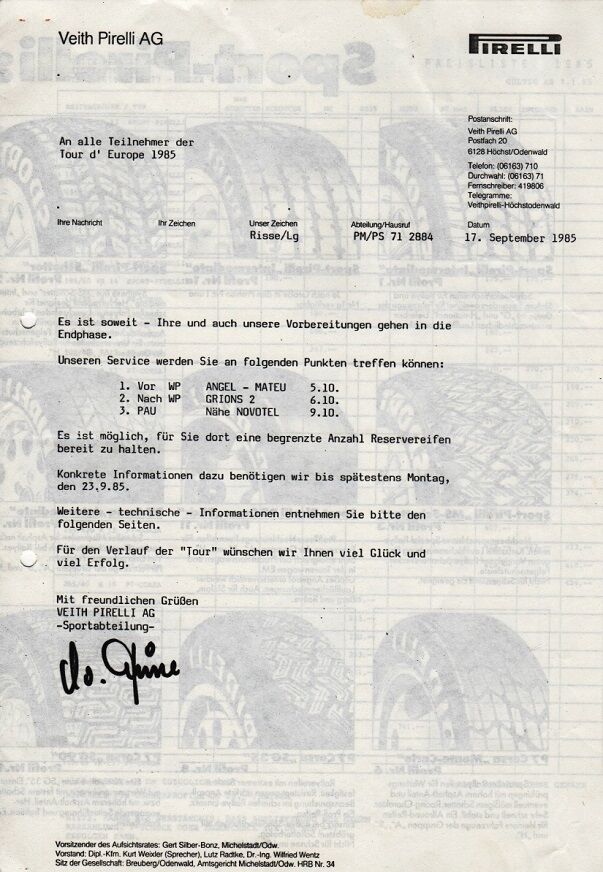 Veith Pirelli AG
PIRELLI
Postanschrift:
Veith Pirelli AG
Postfach 20
6128 Höchst/Odenwald
Telefon: (06163) 710
Durchwahl: (06163) 71
Fernschreiber: 419806
Telegramme:
Veithpirelli-Höchstodenwald
An alle Teilnehmer der
Tour d' Europe 1985
Ihre Nachricht Ihr Zeichen Unser Zeichen Abteilung/Hausruf Datum
Risse/Lg PM/PS 71 2884 17. September 1985
Es ist soweit - Ihre und auch unsere Vorbereitungen gehen in die
Endphase.
Unseren Service werden Sie an folgenden Punkten treffen können:
1. Vor WP ANGEL - MATEU 5.10.
2. Nach WP GRIONS 2 6.10.
3. PAU Nähe NOVOTEL 9.10.
Es ist möglich, für Sie dort eine begrenzte Anzahl Reservereifen
bereit zu halten.
Konkrete Informationen dazu benötigen wir bis spätestens Montag,
den 23.9.85.
Weitere - technische - Informationen entnehmen Sie bitte den
folgenden Seiten.
Für den Verlauf der "Tour" wünschen wir Ihnen viel Glück und
viel Erfolg.
Mit freundlichen Grüßen
VEITH PIRELLI AG
-Sportabteilung-
Vorsitzender des Aufsichtsrates: Gert Silber-Bonz, Michelstadt/Odw.
Vorstand: Dipl.-Kfm. Kurt Weixler (Sprecher), Lutz Radtke, Dr.-Ing. Wilfried Wentz
Sitz der Gesellschaft: Breuberg/Odenwald, Amtsgericht Michelstadt/Odw. HRB Nr. 34